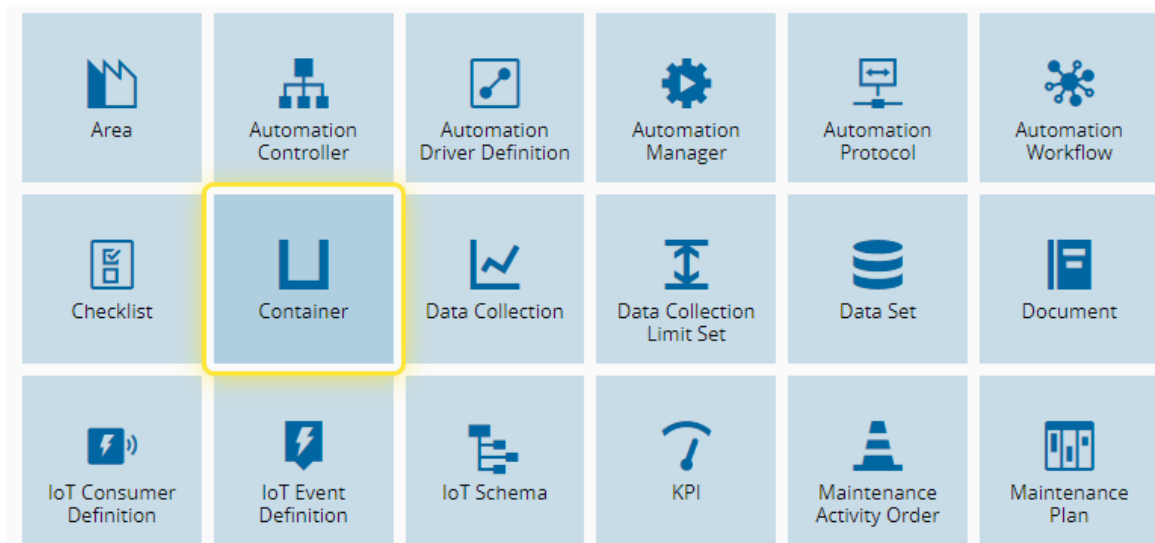 Area
Automation
Controller
Automation
Driver Definition
Automation
Manager
Automation
Protocol
Automation
Workflow
Checklist
Container
Data Collection
Data Collection
Limit Set
Data Set
Document
IoT Consumer
Definition
IoT Event
Definition
IoT Schema
KPI
Maintenance
Activity Order
Maintenance
Plan